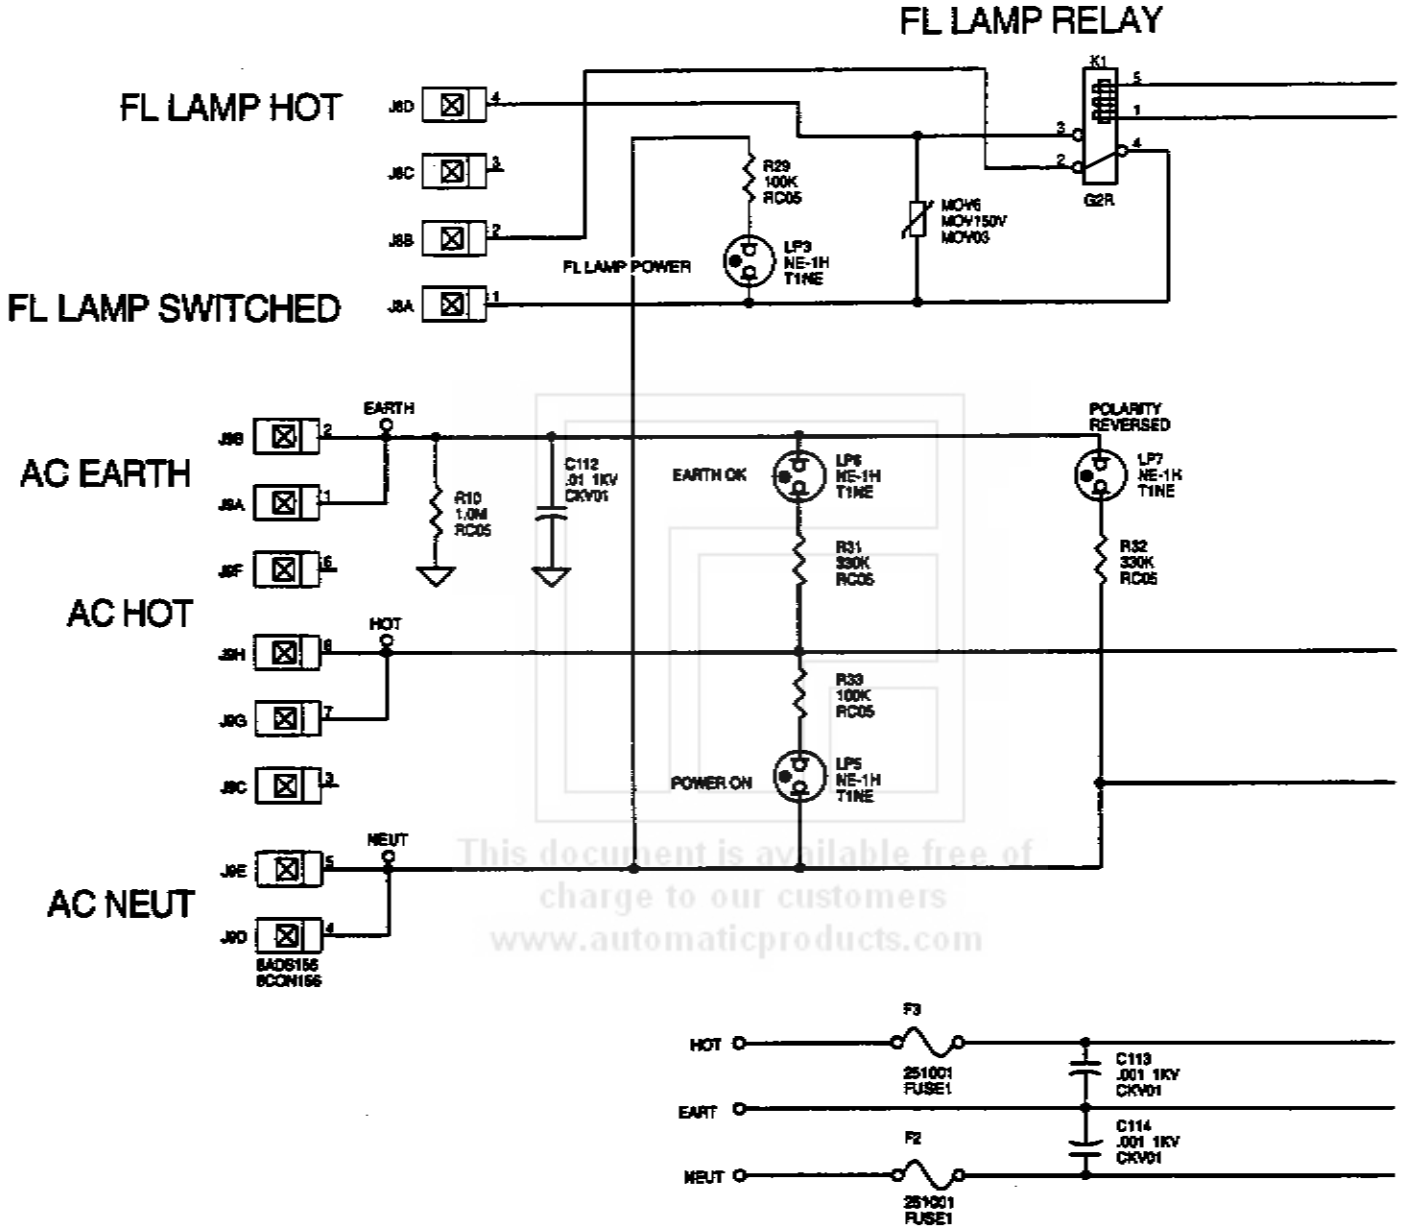 FL LAMP RELAY
K1
5
1
FL LAMP HOT
J8D
4
3
4
J8C
3
2
R29
100K
RC05
G2R
MOV6
MOV150V
MOV03
J8B
2
LP3
NE-1H
T1NE
FL LAMP POWER
FL LAMP SWITCHED
J8A
1
EARTH
POLARITY
REVERSED
J9B
2
AC EARTH
C112
.01 1KV
CKV01
EARTH OK
LP6
NE-1H
T1NE
LP7
NE-1H
T1NE
J9A
1
R10
1.0M
RC05
R31
330K
RC05
R32
330K
RC05
J9F
6
AC HOT
HOT
J9H
8
R33
100K
RC05
J9G
7
J9C
3
POWER ON
LP5
NE-1H
T1NE
NEUT
This document is available free of
charge to our customers
www.automaticproducts.com
J9E
5
AC NEUT
J9D
4
8CON156
F3
HOT
251001
FUSE1
C113
.001 1KV
CKV01
EART
F2
C114
.001 1KV
CKV01
NEUT
251001
FUSE1